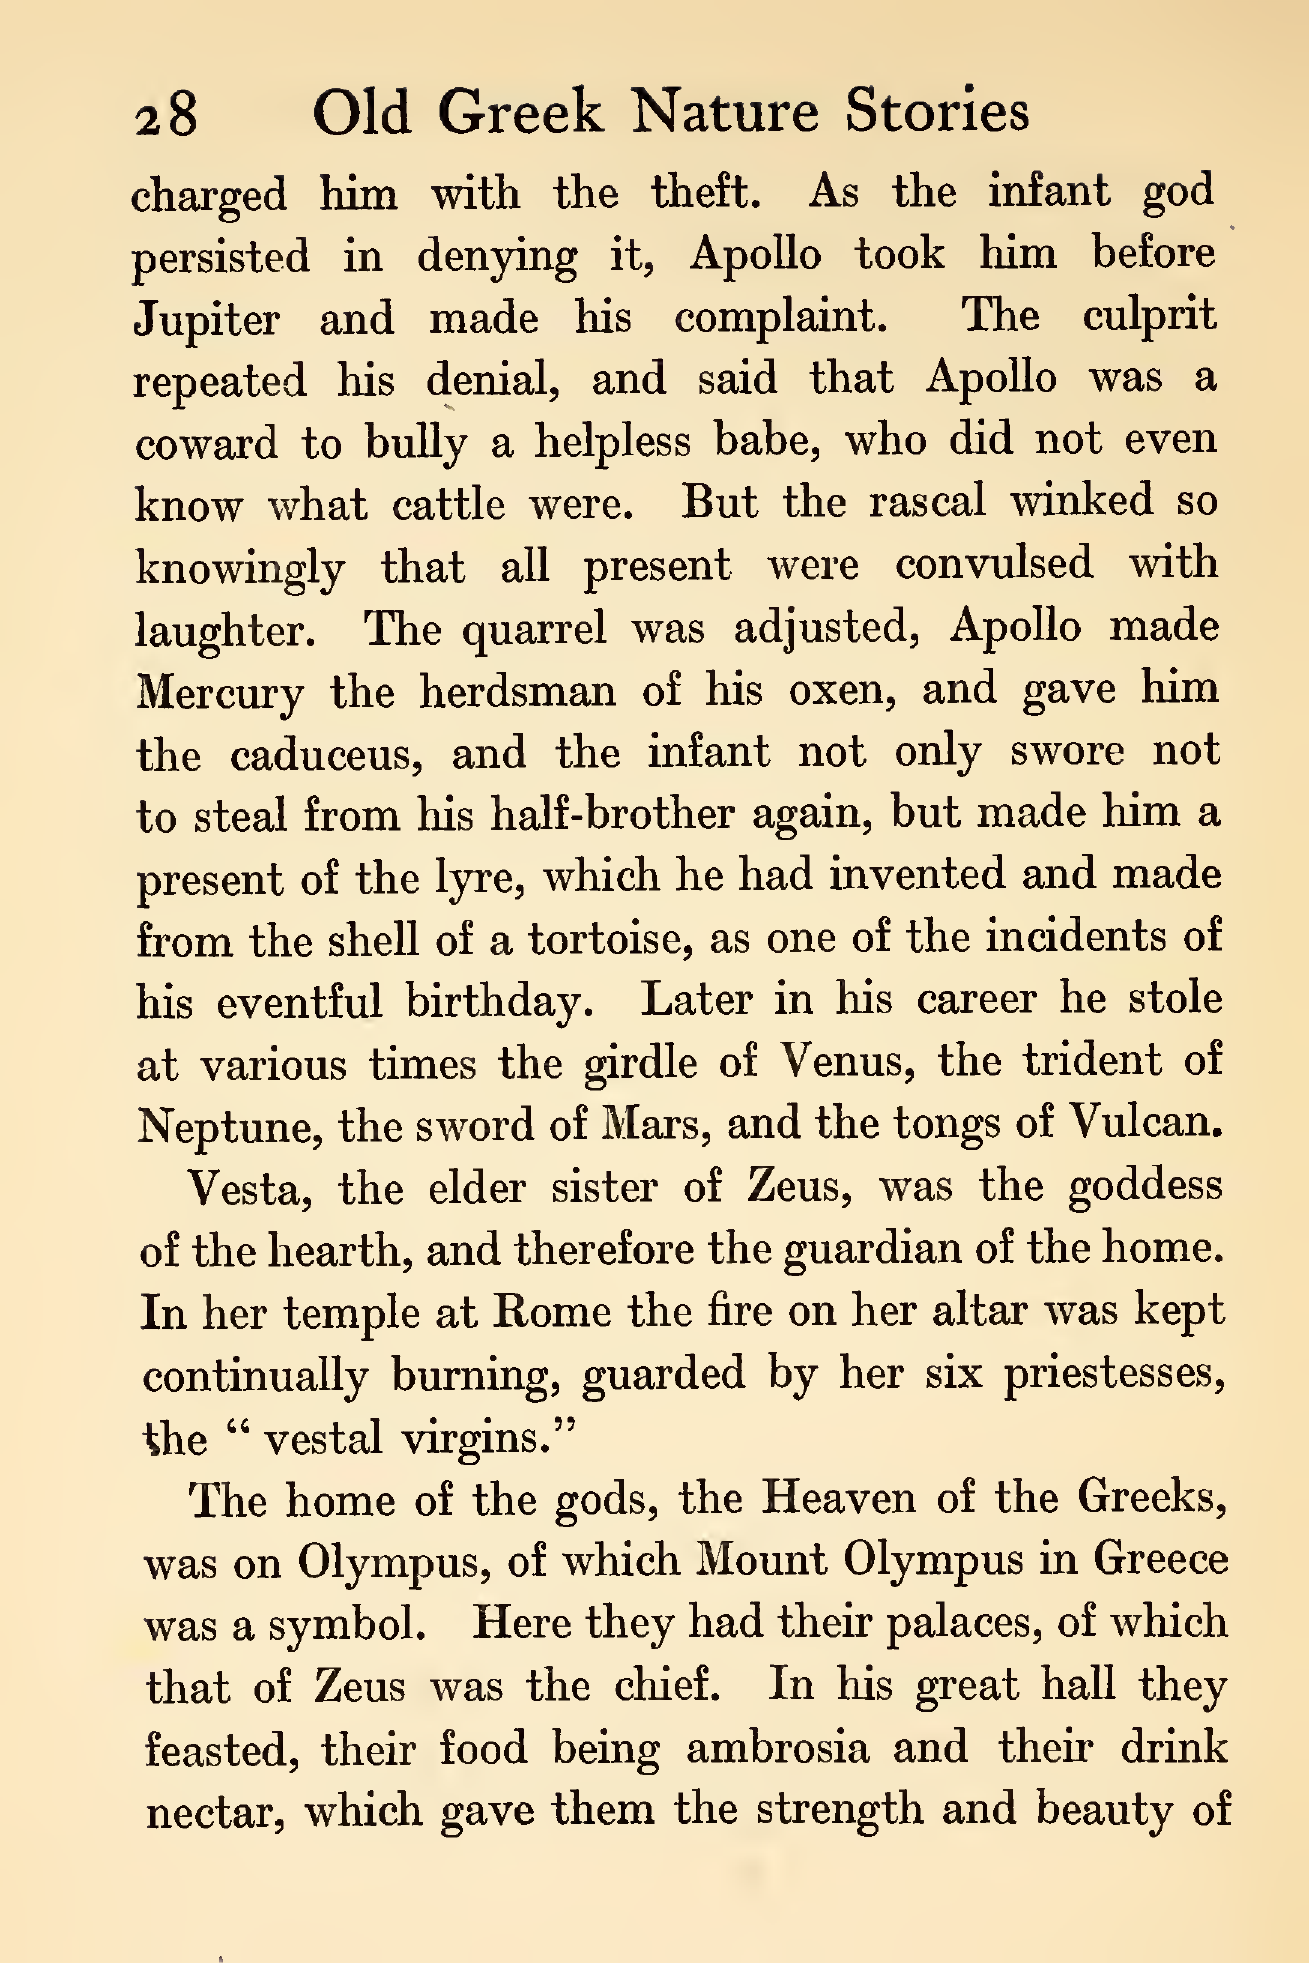 28 Old Greek Nature Stories
charged him with the theft. As the infant god
persisted in denying it, Apollo took him before
Jupiter and made his complaint. The culprit
repeated his denial, and said that Apollo was a
coward to bully a helpless babe, who did not even
know what cattle were. But the rascal winked so
knowingly that all present were convulsed with
laughter. The quarrel was adjusted, Apollo made
Mercury the herdsman of his oxen, and gave him
the caduceus, and the infant not only swore not
to steal from his half-brother again, but made him a
present of the lyre, which he had invented and made
from the shell of a tortoise, as one of the incidents of
his eventful birthday. Later in his career he stole
at various times the girdle of Venus, the trident of
Neptune, the sword of Mars, and the tongs of Vulcan.
Vesta, the elder sister of Zeus, was the goddess
of the hearth, and therefore the guardian of the home.
In her temple at Rome the fire on her altar was kept
continually burning, guarded by her six priestesses,
the “ vestal virgins.”
The home of the gods, the Heaven of the Greeks,
was on Olympus, of which Mount Olympus in Greece
was a symbol. Here they had their palaces, of which
that of Zeus was the chief. In his great hall they
feasted, their food being ambrosia and their drink
nectar, which gave them the strength and beauty of